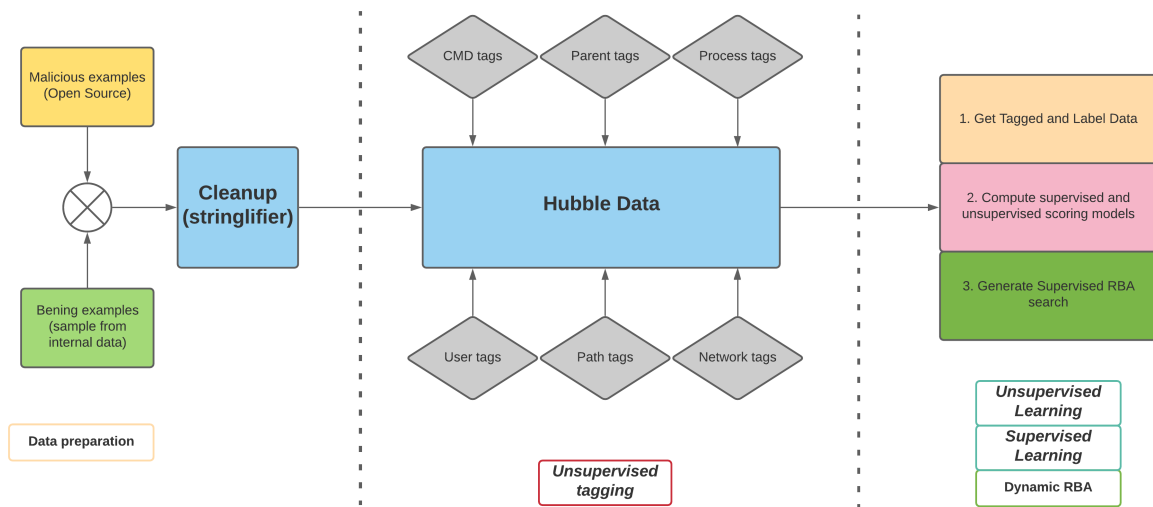 Malicious examples
(Open Source)
Cleanup
(stringlifier)
Bening examples
(sample from
internal data)
Data preparation
CMD tags
Parent tags
Process tags
Hubble Data
User tags
Path tags
Network tags
Unsupervised
tagging
1. Get Tagged and Label Data
2. Compute supervised and
unsupervised scoring models
3. Generate Supervised RBA
search
Unsupervised
Learning
Supervised
Learning
Dynamic RBA